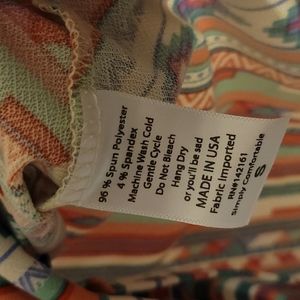 96 % Spun Polyester
4 % Spandex
Machine Wash Cold
Gentle Cycle
Do Not Bleach
Hang Dry
or you'll be sad
MADE IN USA
Fabric Imported
RN#142161
Simply Comfortable
S